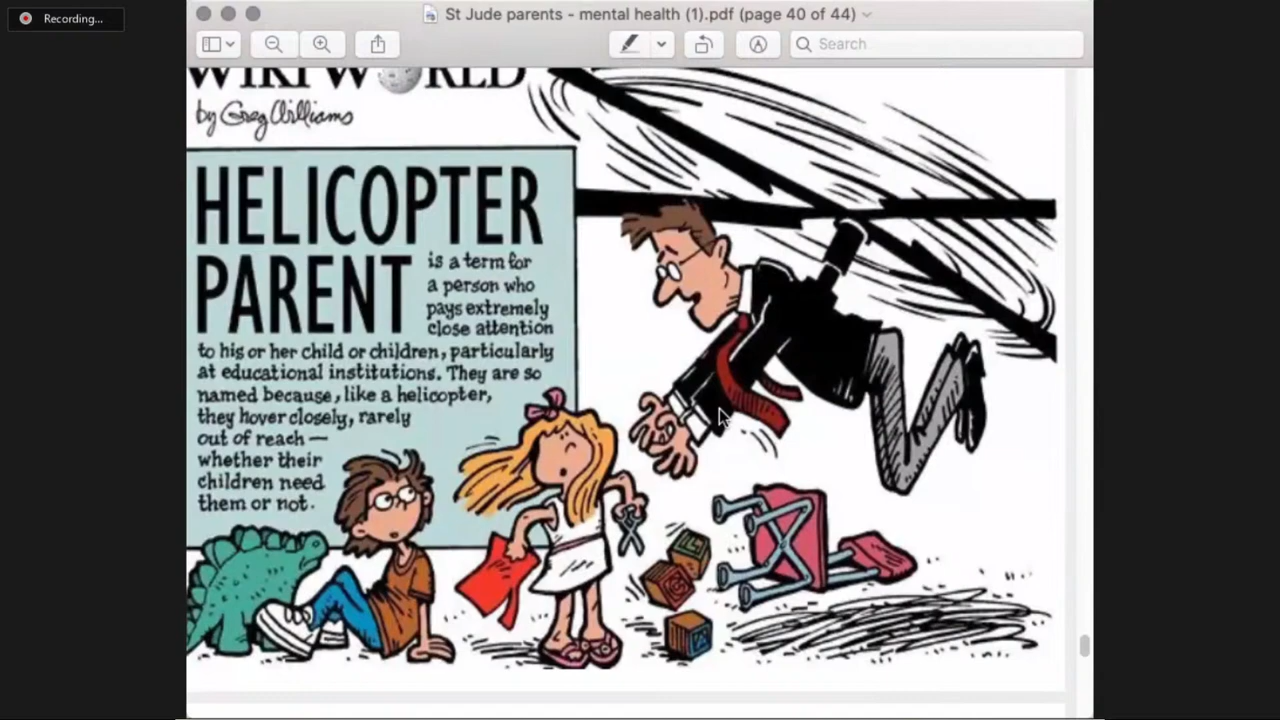 Recording...
St Jude parents - mental health (1).pdf (page 40 of 44)
Search
WIKIWORLD
by Greg Williams
HELICOPTER
PARENT
is a term for
a person who
pays extremely
close attention
to his or her child or children, particularly
at educational institutions. They are so
named because, like a helicopter,
they hover closely, rarely
out of reach —
whether their
children need
them or not.